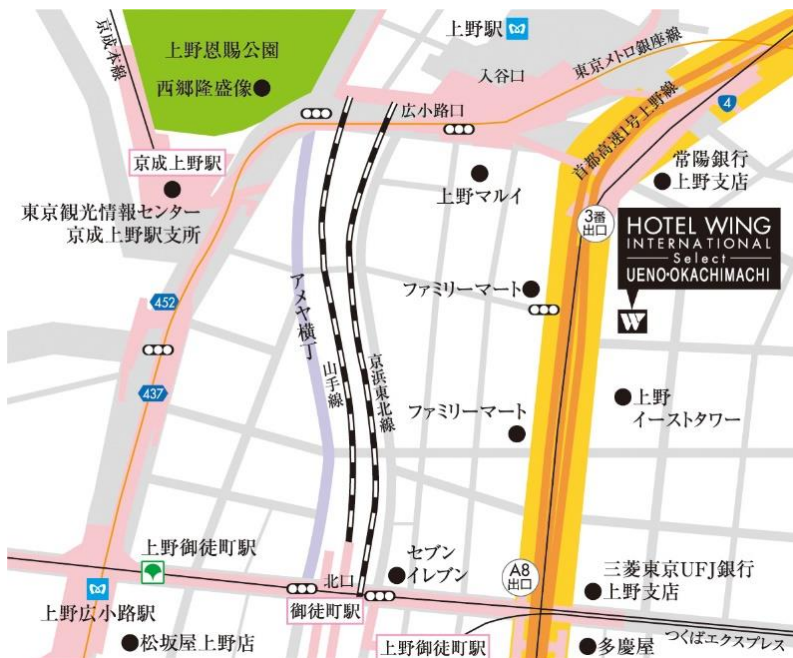 上野恩賜公園
西郷隆盛像
京成本線
上野駅
入谷口
東京メトロ銀座線
広小路口
首都高速1号上野線
4
京成上野駅
東京観光情報センター
京成上野駅支所
上野マルイ
常陽銀行
上野支店
3番
出口
HOTEL WING
INTERNATIONAL
Select
UENO·OKACHIMACHI
W
アメヤ横丁
ファミリーマート
452
山手線
京浜東北線
437
ファミリーマート
上野
イーストタワー
上野御徒町駅
セブン
イレブン
北口
A8
出口
三菱東京UFJ銀行
上野支店
上野広小路駅
御徒町駅
つくばエクスプレス
松坂屋上野店
上野御徒町駅
多慶屋